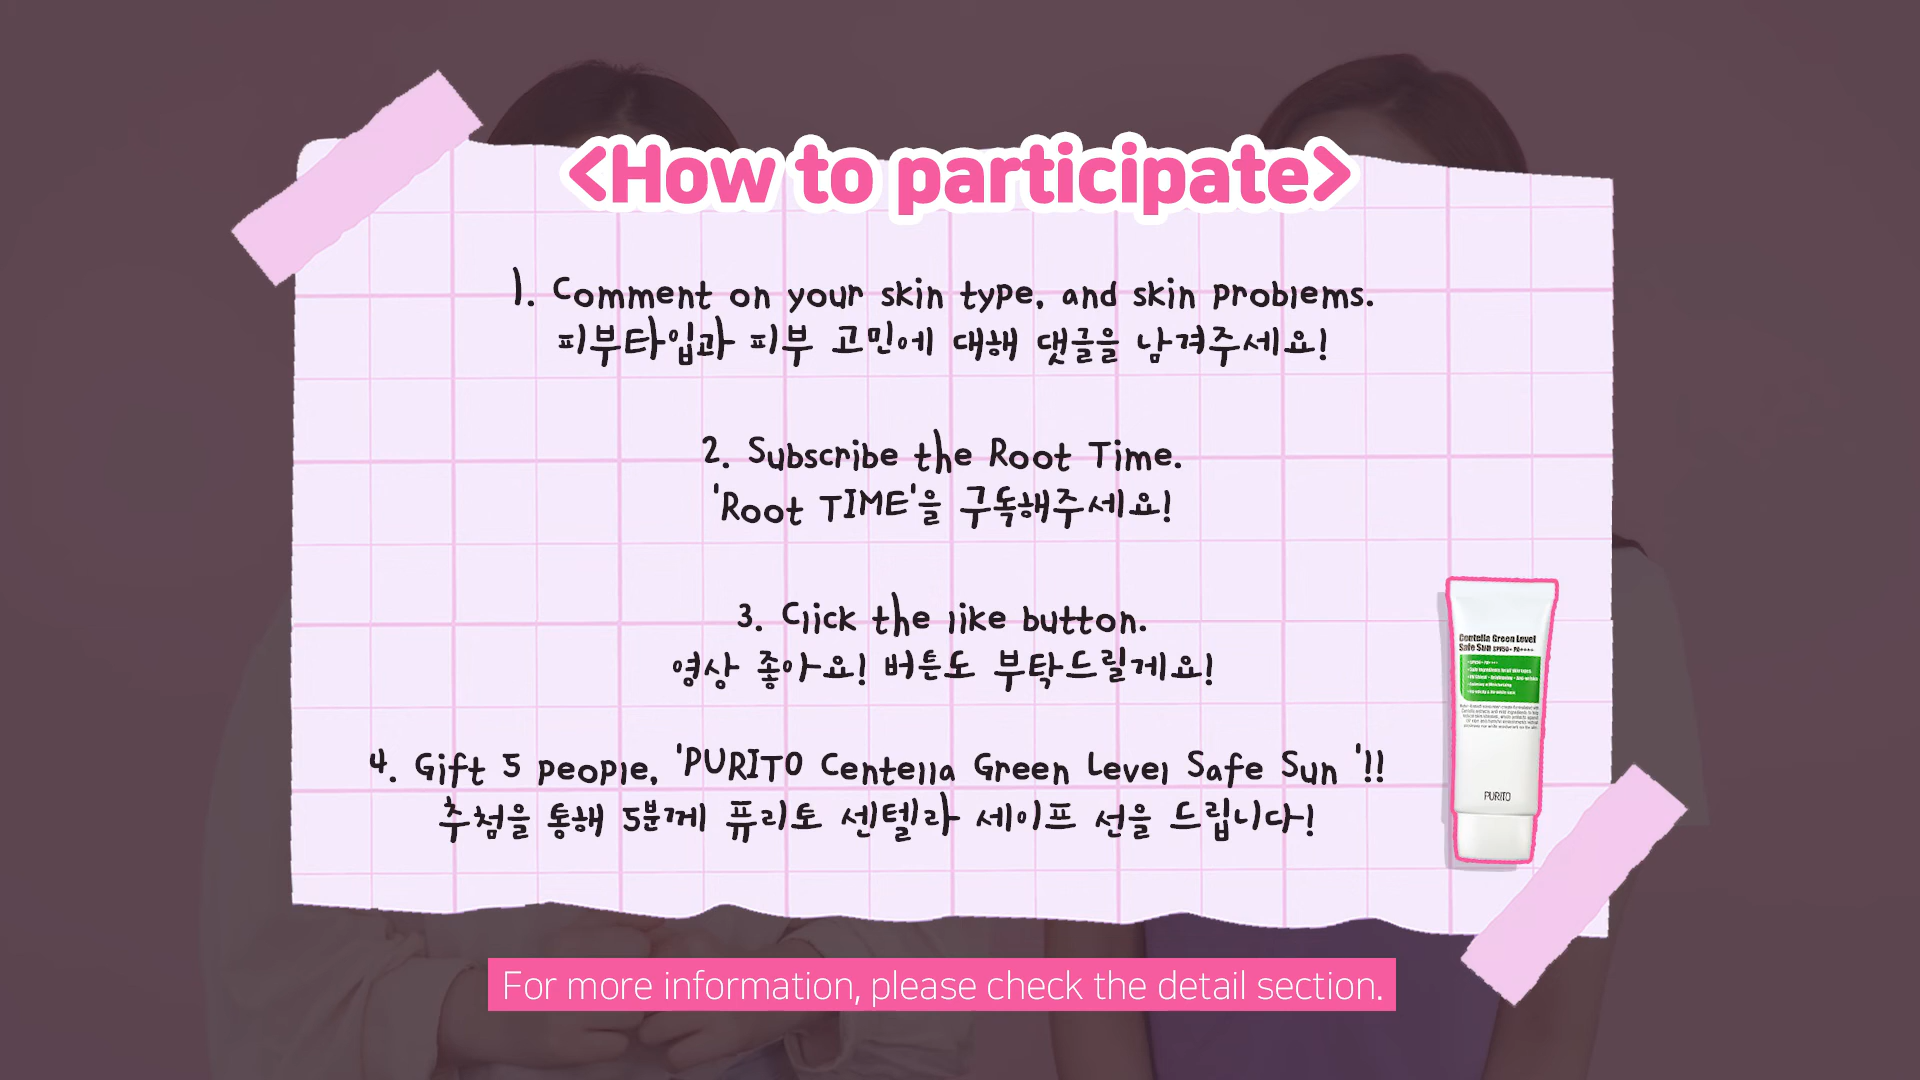 <How to participate>
1. Comment on your skin type, and skin problems.
피부타입과 피부 고민에 대해 댓글을 남겨주세요!
2. Subscribe the Root Time.
'Root TIME'을 구독해주세요!
3. Click the like button.
영상 좋아요! 버튼도 부탁드릴게요!
4. Gift 5 people, 'PURITO Centella Green Level Safe Sun '!!
추첨을 통해 5분께 퓨리토 센텔라 세이프 선을 드립니다!
Centella Green Level
Safe Sun SPF50+ PA++++
PURITO
For more information, please check the detail section.